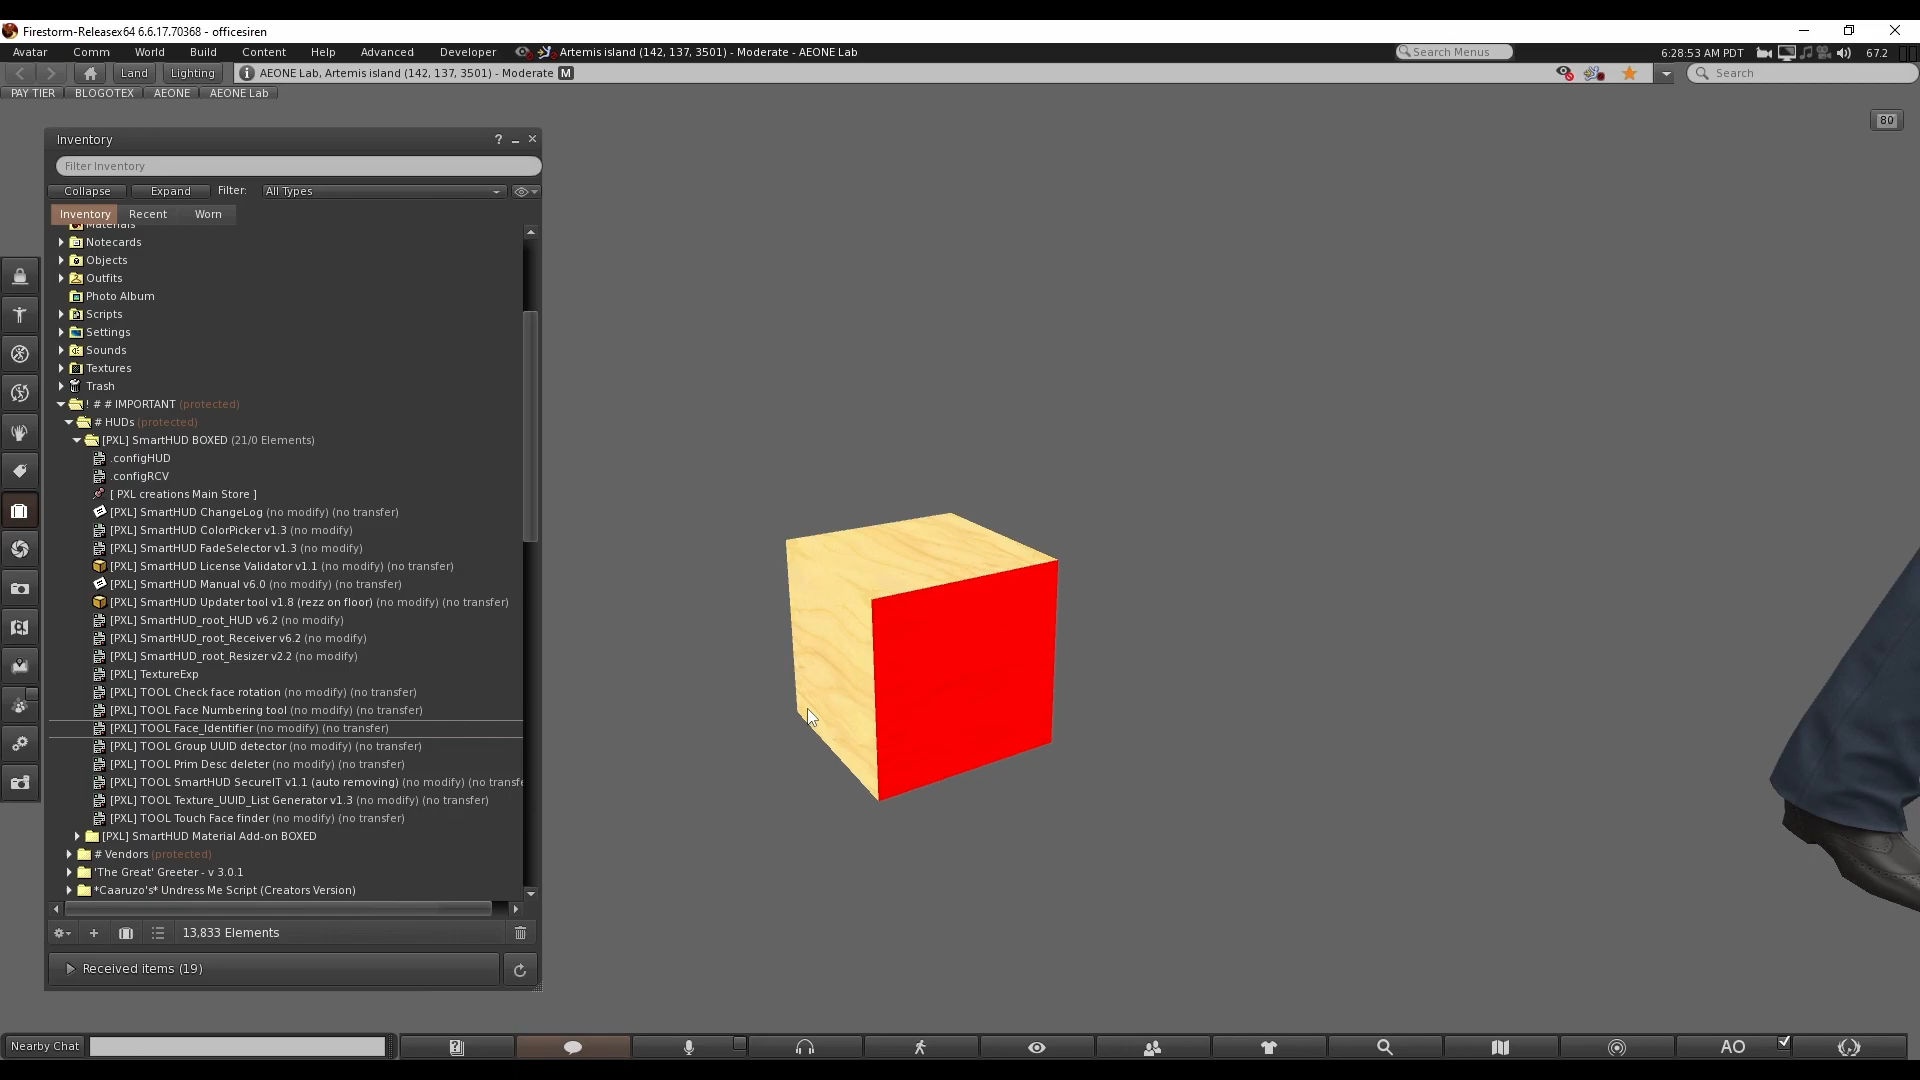 Firestorm-Releasex64 6.6.17.70368 - officesiren
Avatar Comm World Build Content Help Advanced Developer Artemis island (142, 137, 3501) - Moderate - AEONE Lab Search Menus 6:28:53 AM PDT 67.2
Land Lighting AEONE Lab, Artemis island (142, 137, 3501) - Moderate M Search
PAY TIER BLOGOTEX AEONE AEONE Lab
80
Inventory
Filter Inventory
Collapse Expand Filter: All Types
Inventory Recent Worn
Materials
Notecards
Objects
Outfits
Photo Album
Scripts
Settings
Sounds
Textures
Trash
! # # IMPORTANT (protected)
# HUDs (protected)
[PXL] SmartHUD BOXED (21/0 Elements)
.configHUD
.configRCV
[ PXL creations Main Store ]
[PXL] SmartHUD ChangeLog (no modify) (no transfer)
[PXL] SmartHUD ColorPicker v1.3 (no modify)
[PXL] SmartHUD FadeSelector v1.3 (no modify)
[PXL] SmartHUD License Validator v1.1 (no modify) (no transfer)
[PXL] SmartHUD Manual v6.0 (no modify) (no transfer)
[PXL] SmartHUD Updater tool v1.8 (rezz on floor) (no modify) (no transfer)
[PXL] SmartHUD_root_HUD v6.2 (no modify)
[PXL] SmartHUD_root_Receiver v6.2 (no modify)
[PXL] SmartHUD_root_Resizer v2.2 (no modify)
[PXL] TextureExp
[PXL] TOOL Check face rotation (no modify) (no transfer)
[PXL] TOOL Face Numbering tool (no modify) (no transfer)
[PXL] TOOL Face_Identifier (no modify) (no transfer)
[PXL] TOOL Group UUID detector (no modify) (no transfer)
[PXL] TOOL Prim Desc deleter (no modify) (no transfer)
[PXL] TOOL SmartHUD SecureIT v1.1 (auto removing) (no modify) (no transfe
[PXL] TOOL Texture_UUID_List Generator v1.3 (no modify) (no transfer)
[PXL] TOOL Touch Face finder (no modify) (no transfer)
[PXL] SmartHUD Material Add-on BOXED
# Vendors (protected)
'The Great' Greeter - v 3.0.1
*Caaruzo's* Undress Me Script (Creators Version)
13,833 Elements
Received items (19)
Nearby Chat AO